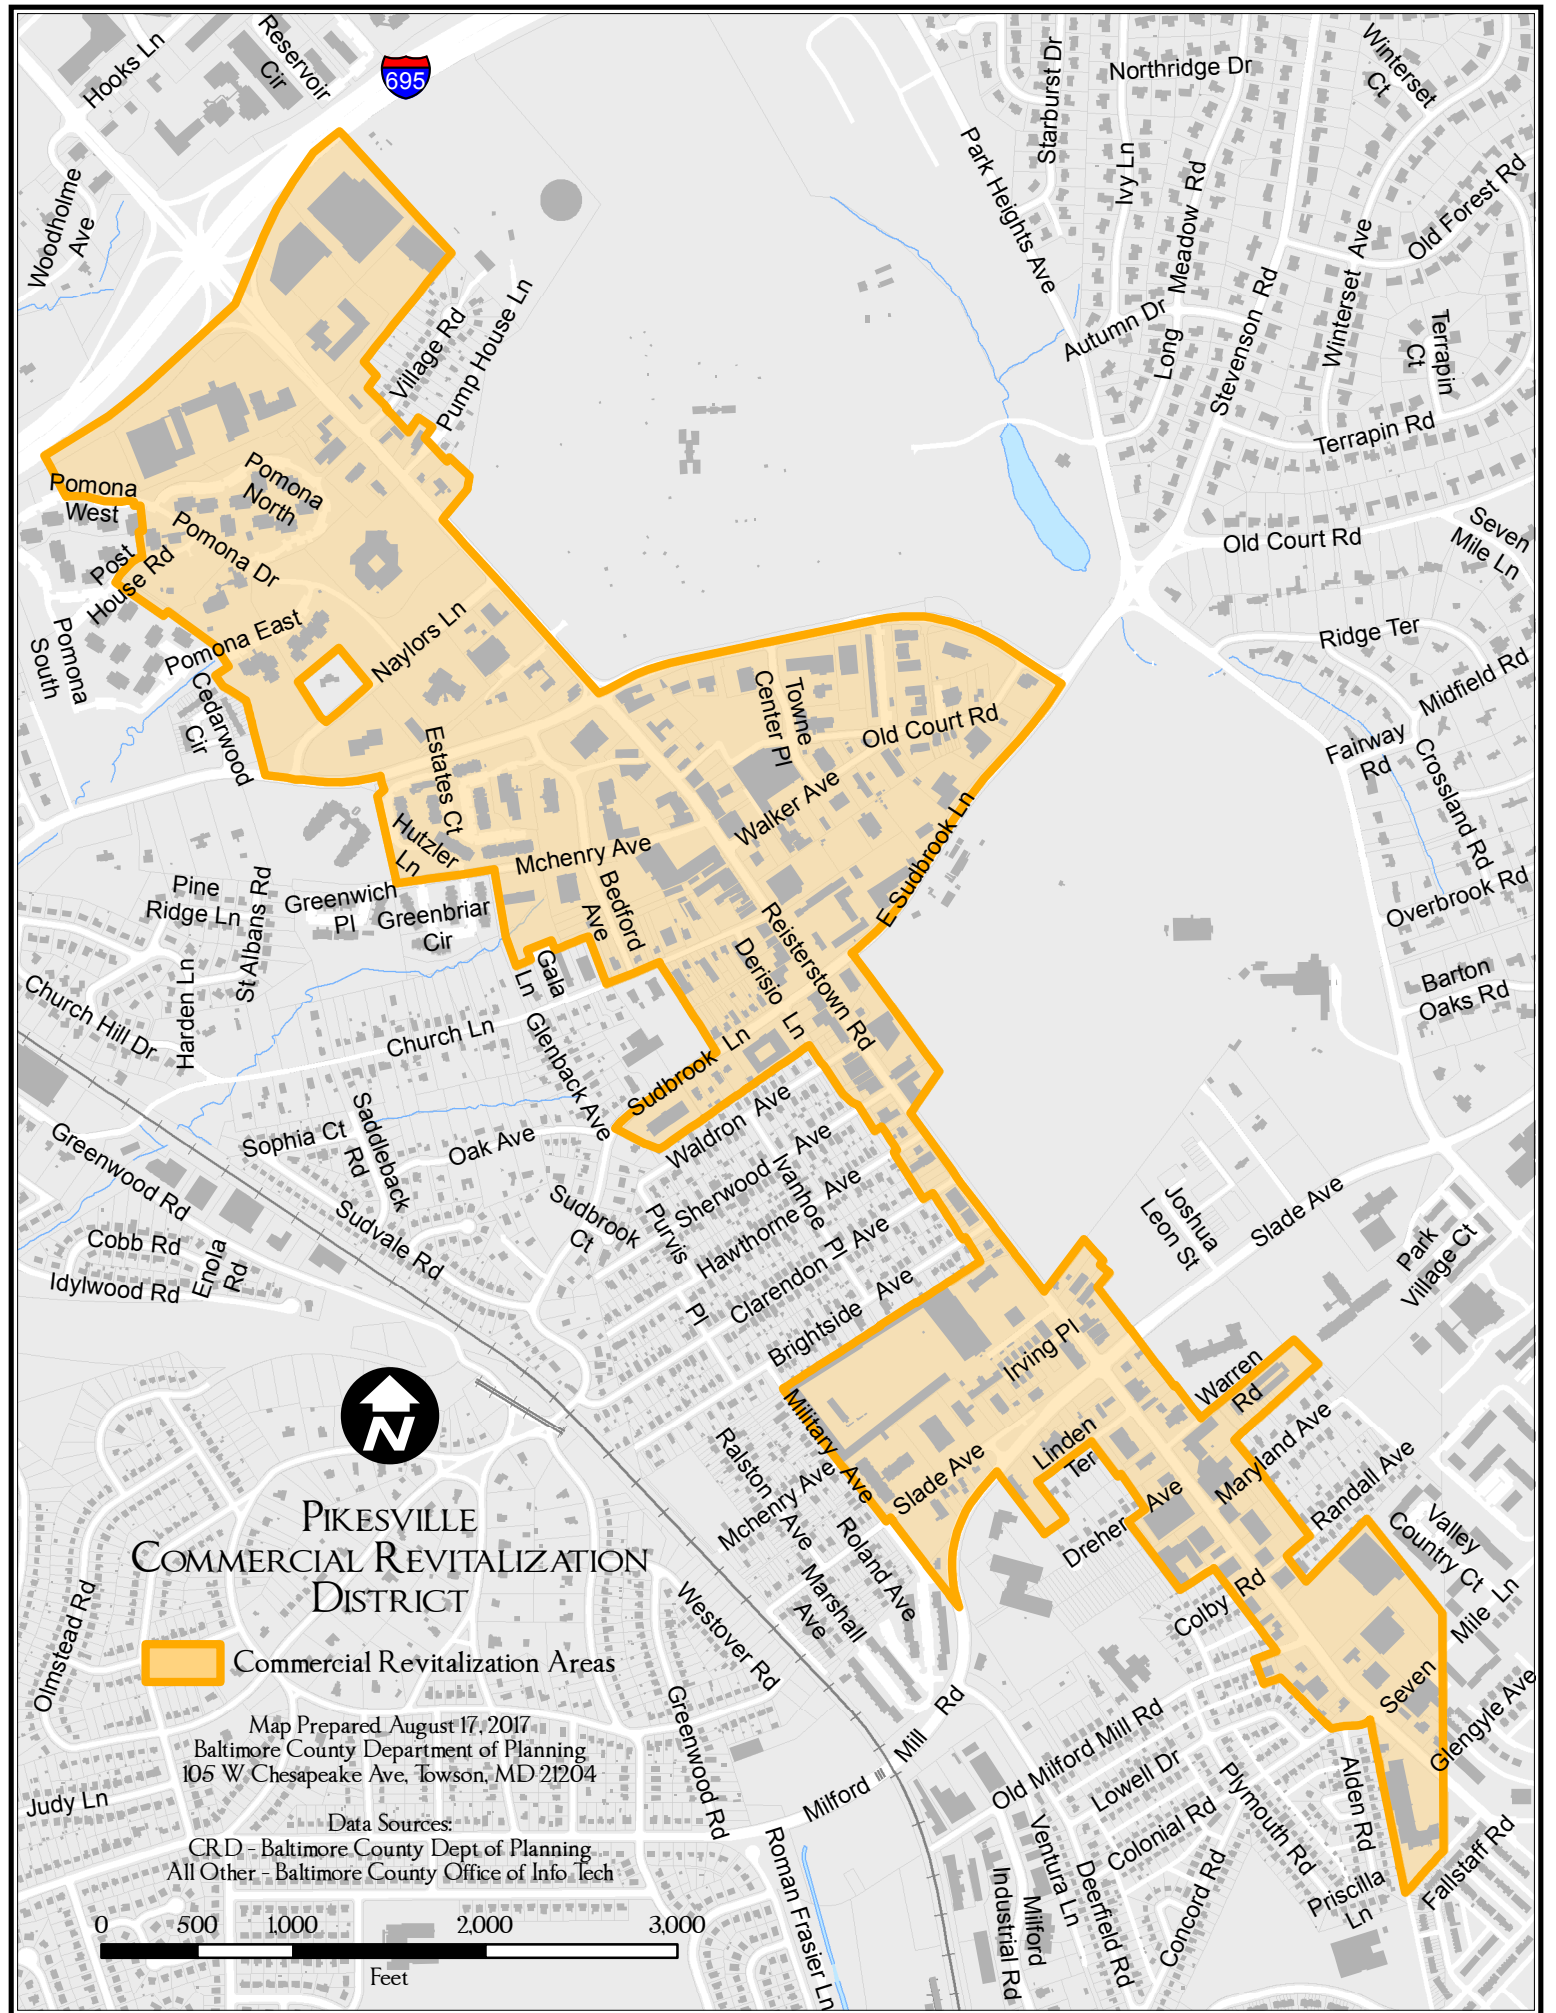 Hooks Ln
Reservoir
Cir
695
Starburst Dr
Northridge Dr
Winterset
Ct
Park Heights Ave
Ivy Ln
Long Meadow Rd
Old Forest Rd
Woodholme
Ave
Winterset Ave
Stevenson Rd
Autumn Dr
Terrapin
Ct
Terrapin Rd
Village Rd
Pump House Ln
Pomona
West
Pomona
North
Pomona Dr
Post
House Rd
Old Court Rd
Seven
Mile Ln
Pomona
South
Pomona East
Naylors Ln
Cedarwood
Cir
Ridge Ter
Midfield Rd
Fairway
Rd
Crossland Rd
Towne
Center Pl
Old Court Rd
Estates Ct
Hutzler
Ln
Walker Ave
Mchenry Ave
E Sudbrook Ln
Bedford
Ave
Reisterstown Rd
Pine
Ridge Ln
St Albans Rd
Greenwich
Pl
Greenbriar
Cir
Overbrook Rd
Gala
Ln
Derisio
Ln
Barton
Oaks Rd
Church Hill Dr
Harden Ln
Church Ln
Glenback Ave
Sudbrook Ln
Waldron Ave
Sophia Ct
Saddleback
Rd
Oak Ave
Greenwood Rd
Sherwood Ave
Ivanhoe Pl
Purvis
Pl
Hawthorne Ave
Sudbrook
Ct
Sudvale Rd
Clarendon Ave
Cobb Rd
Enola
Rd
Idylwood Rd
Brightside Ave
Joshua
Leon St
Slade Ave
Park
Village Ct
Irving Pl
Warren
Rd
Military Ave
Linden
Ter
Maryland Ave
Ralston
Ave
Mchenry Ave
Slade Ave
Dreher Ave
Randall Ave
Valley
Country Ct
Roland Ave
Marshall
Ave
Colby Rd
Seven Mile Ln
Glengyle Ave
N
Pikesville
Commercial Revitalization
District
Commercial Revitalization Areas
Map Prepared August 17, 2017
Baltimore County Department of Planning
105 W Chesapeake Ave, Towson, MD 21204
Data Sources:
CRD - Baltimore County Dept of Planning
All Other - Baltimore County Office of Info Tech
0 500 1,000 2,000 3,000
Feet
Olmstead Rd
Judy Ln
Westover Rd
Greenwood Rd
Milford Mill Rd
Old Milford Mill Rd
Lowell Dr
Colonial Rd
Plymouth Rd
Alden Rd
Fallstaff Rd
Priscilla
Ln
Roman Frasier Ln
Ventura Ln
Deerfield Rd
Concord Rd
Milford
Industrial Rd